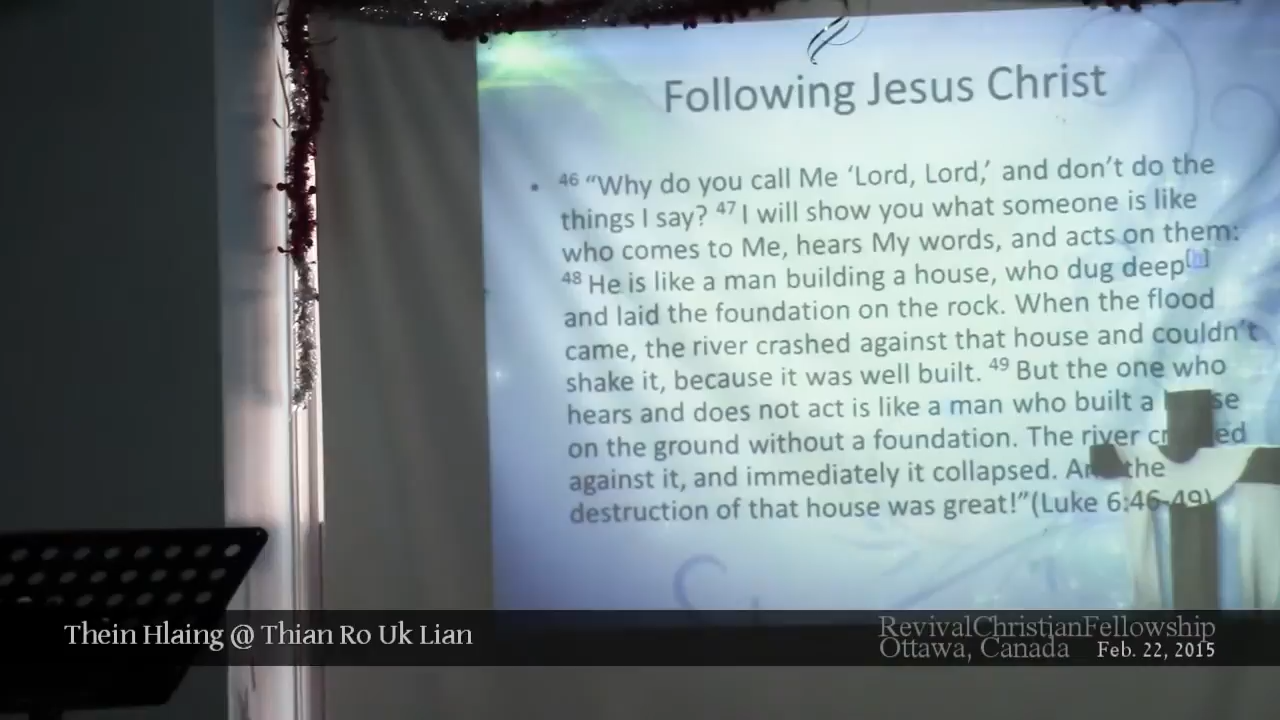 Following Jesus Christ
• ⁴⁶ “Why do you call Me ‘Lord, Lord,’ and don’t do the
things I say? ⁴⁷ I will show you what someone is like
who comes to Me, hears My words, and acts on them:
⁴⁸ He is like a man building a house, who dug deep
and laid the foundation on the rock. When the flood
came, the river crashed against that house and couldn’t
shake it, because it was well built. ⁴⁹ But the one who
hears and does not act is like a man who built a
on the ground without a foundation. The river
against it, and immediately it collapsed. the
destruction of that house was great!”(Luke 6:46-49)
Thein Hlaing @ Thian Ro Uk Lian
RevivalChristianFellowship
Ottawa, Canada Feb. 22, 2015